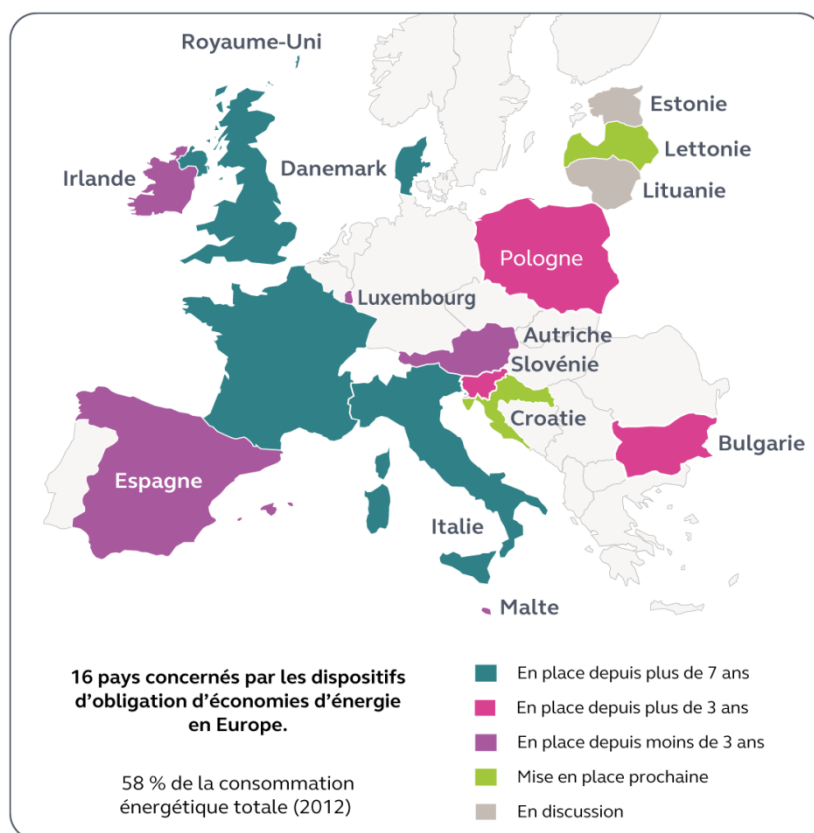 Royaume-Uni
Estonie
Irlande
Danemark
Lettonie
Lituanie
Pologne
Luxembourg
Autriche
Slovénie
Croatie
Bulgarie
Espagne
Italie
Malte
16 pays concernés par les dispositifs
d’obligation d’économies d’énergie
en Europe.
58 % de la consommation
énergétique totale (2012)
En place depuis plus de 7 ans
En place depuis plus de 3 ans
En place depuis moins de 3 ans
Mise en place prochaine
En discussion